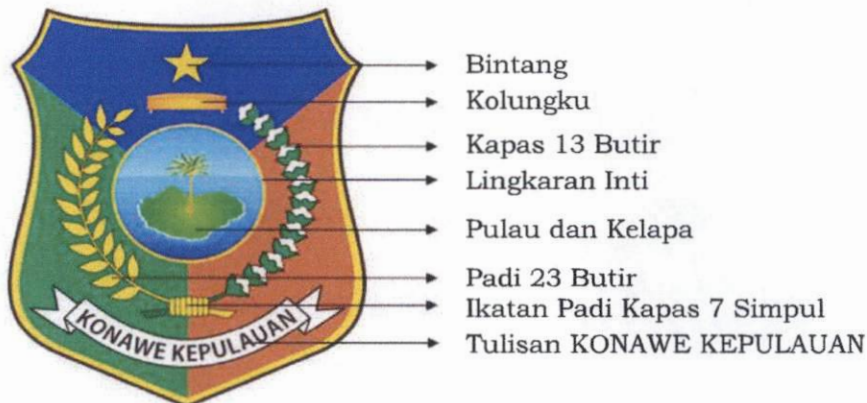 Bintang
Kolungku
Kapas 13 Butir
Lingkaran Inti
Pulau dan Kelapa
Padi 23 Butir
Ikatan Padi Kapas 7 Simpul
Tulisan KONAWE KEPULAUAN
KONAWE KEPULAUAN